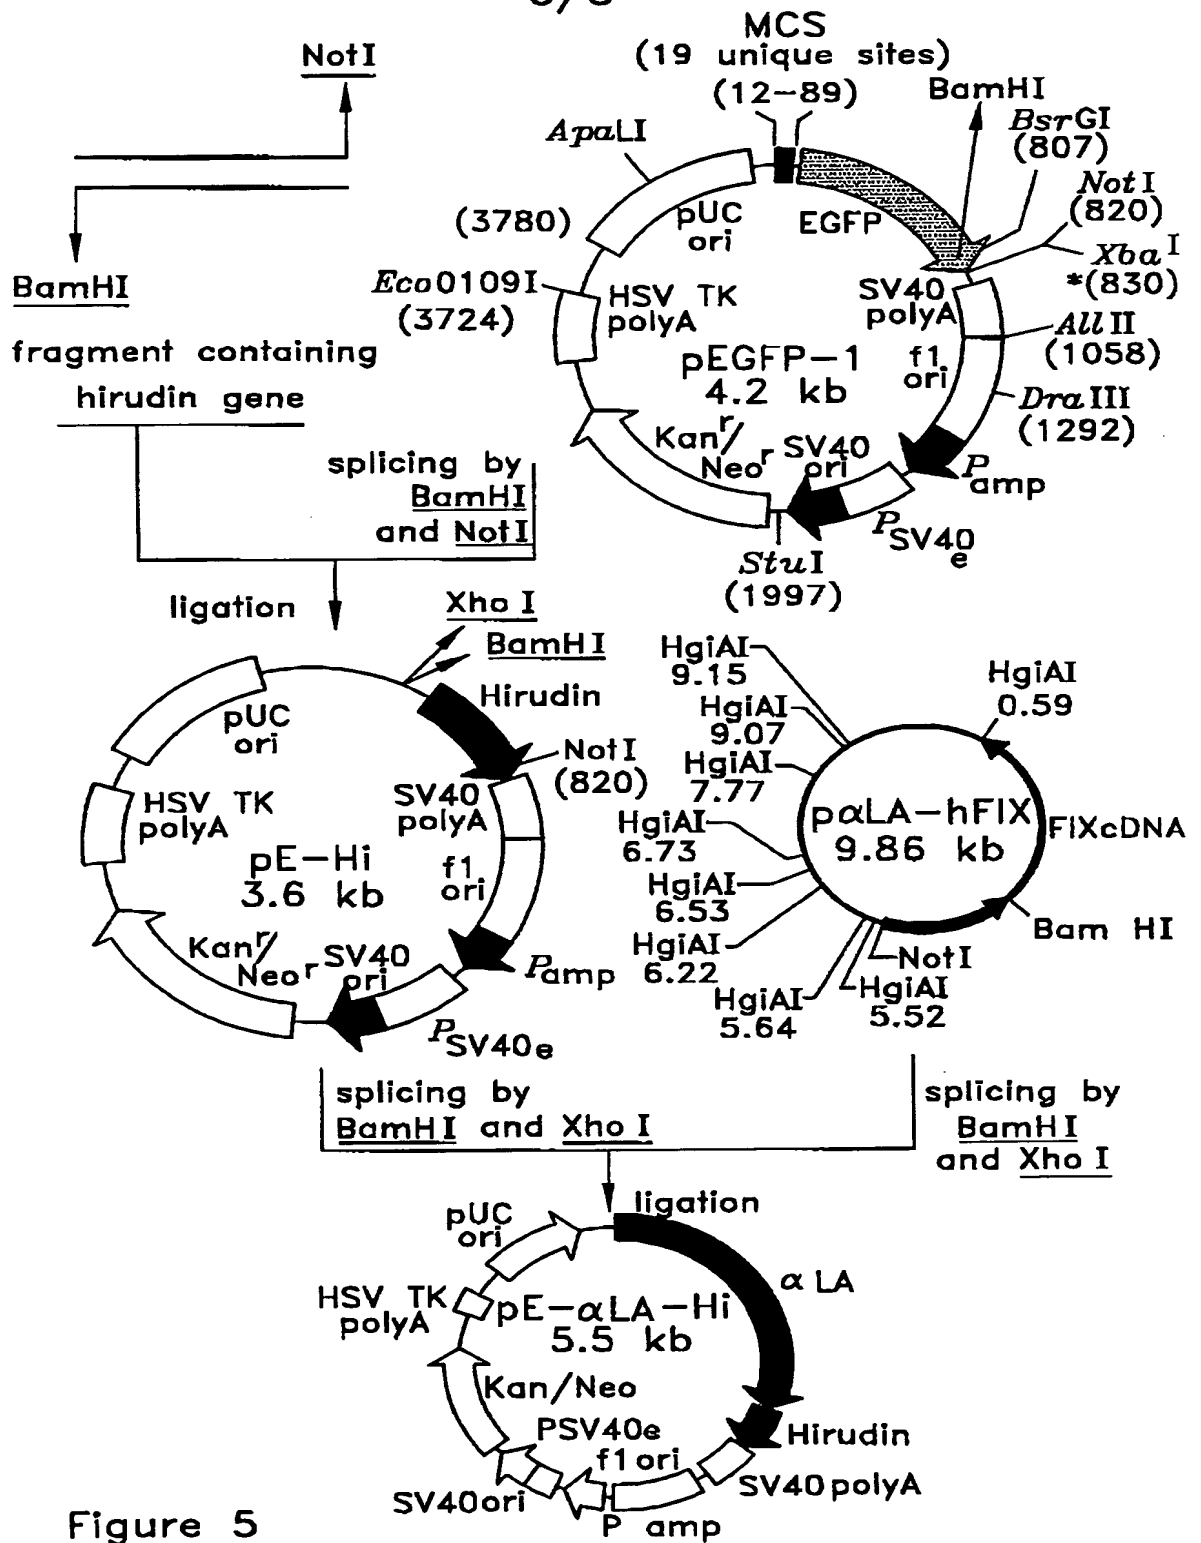 MCS
(19 unique sites)
(12-89)
NotI
BamHI
ApaLI
BsrGI
(807)
NotI
(820)
XbaI
*(830)
(3780)
pUC
ori
EGFP
BamHI
Eco0109I
(3724)
HSV TK
polyA
SV40
polyA
AllII
(1058)
fragment containing
hirudin gene
pEGFP-1
4.2 kb
f1
ori
DraIII
(1292)
Kanr/
Neor
SV40
ori
Pamp
splicing by
BamHI
and NotI
PSV40e
StuI
(1997)
ligation
Xho I
BamHI
Hirudin
pUC
ori
NotI
(820)
HSV TK
polyA
SV40
polyA
pE-Hi
3.6 kb
f1
ori
Kanr/
Neor
SV40
ori
Pamp
PSV40e
HgiAI
9.15
HgiAI
0.59
HgiAI
9.07
HgiAI
7.77
pαLA-hFIX
9.86 kb
FIXcDNA
HgiAI
6.73
HgiAI
6.53
HgiAI
6.22
Bam HI
NotI
HgiAI
5.64
HgiAI
5.52
splicing by
BamHI and Xho I
splicing by
BamHI
and Xho I
ligation
pUC
ori
α LA
HSV TK
polyA
pE-αLA-Hi
5.5 kb
Kan/Neo
PSV40e
f1 ori
Hirudin
SV40 polyA
SV40ori
P amp
Figure 5